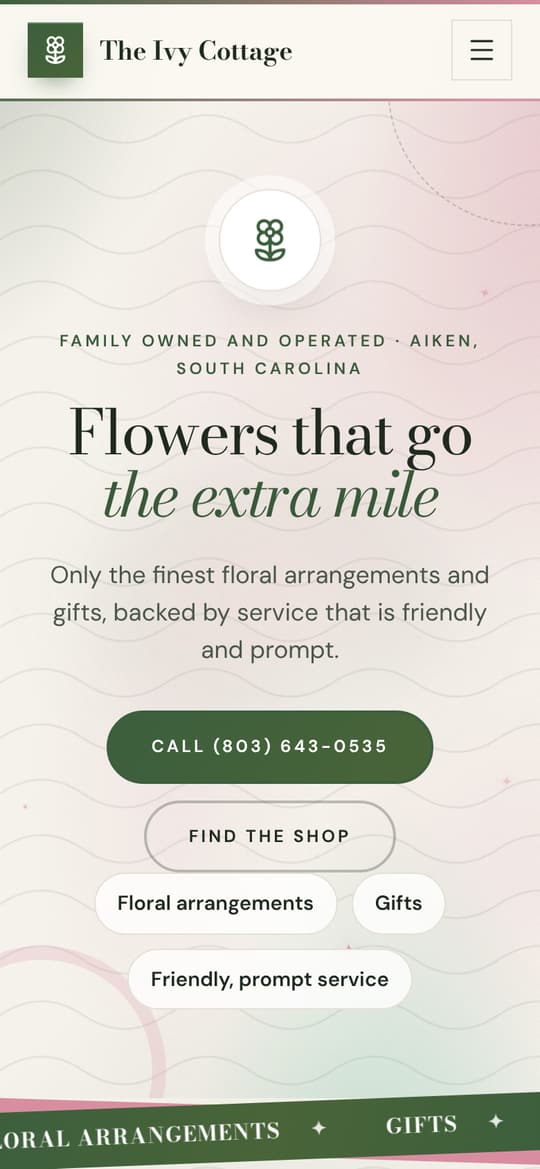 The Ivy Cottage
FAMILY OWNED AND OPERATED · AIKEN,
SOUTH CAROLINA
Flowers that go
the extra mile
Only the finest floral arrangements and
gifts, backed by service that is friendly
and prompt.
CALL (803) 643-0535
FIND THE SHOP
Floral arrangements Gifts
Friendly, prompt service
LORAL ARRANGEMENTS ✦ GIFTS ✦